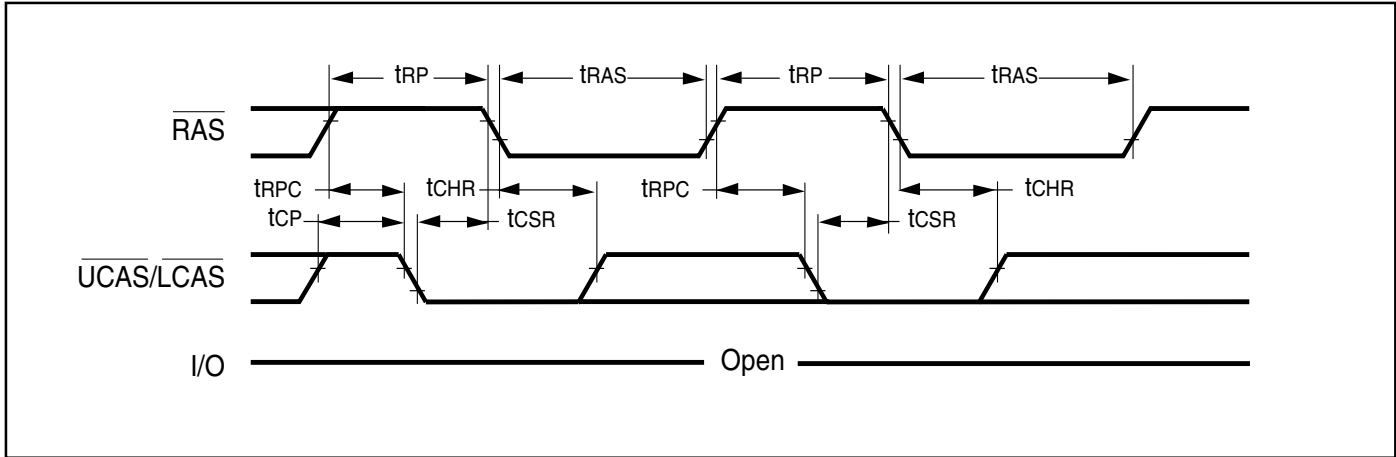 tRP tRAS tRP tRAS
RAS
tRPC tCHR tRPC tCHR
tCP tCSR tCSR
UCAS/LCAS
I/O Open